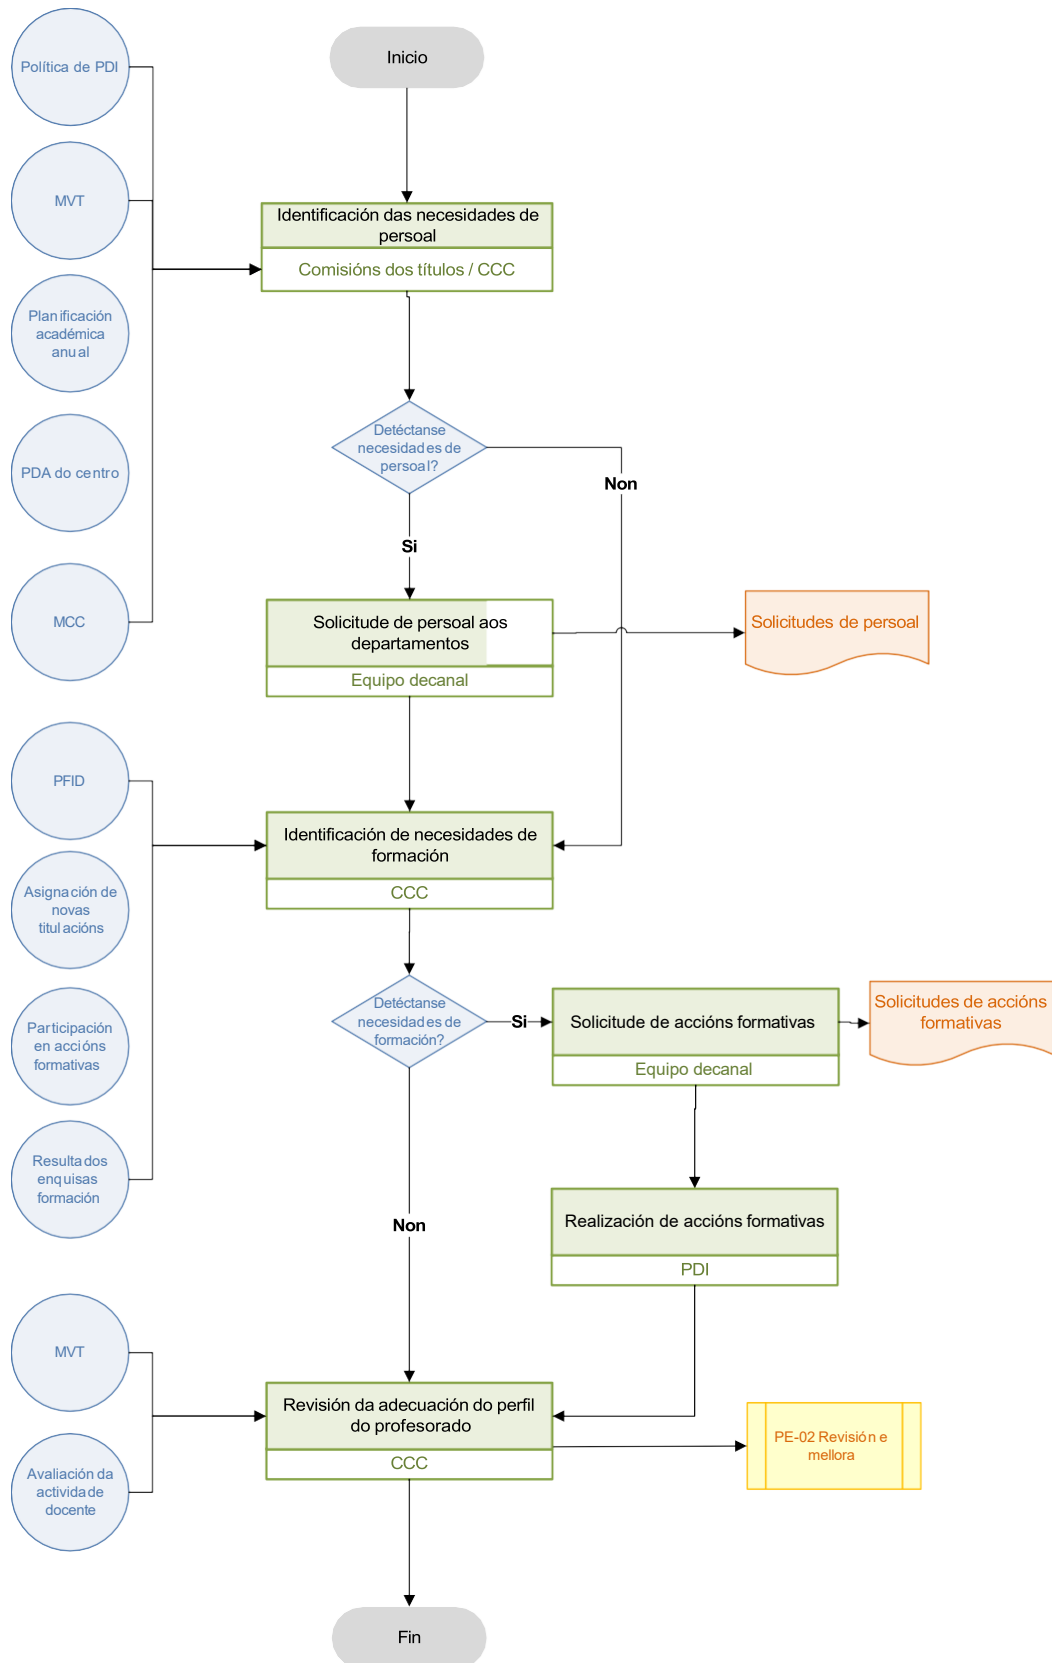 Política de PDI
Inicio
MVT
Identificación das necesidades de
persoal
Comisións dos títulos / CCC
Planificación
académica
anual
Detéctanse
necesidades de
persoal?
PDA do centro
Non
Si
MCC
Solicitude de persoal aos
departamentos
Equipo decanal
Solicitudes de persoal
PFID
Identificación de necesidades de
formación
CCC
Asignación de
novas
titulacións
Detéctanse
necesidades de
formación?
Si
Solicitude de accións formativas
Equipo decanal
Solicitudes de accións
formativas
Participación
en accións
formativas
Resultados
enquisas
formación
Non
Realización de accións formativas
PDI
MVT
Revisión da adecuación do perfil
do profesorado
CCC
PE-02 Revisión e
mellora
Avaliación da
actividade
docente
Fin